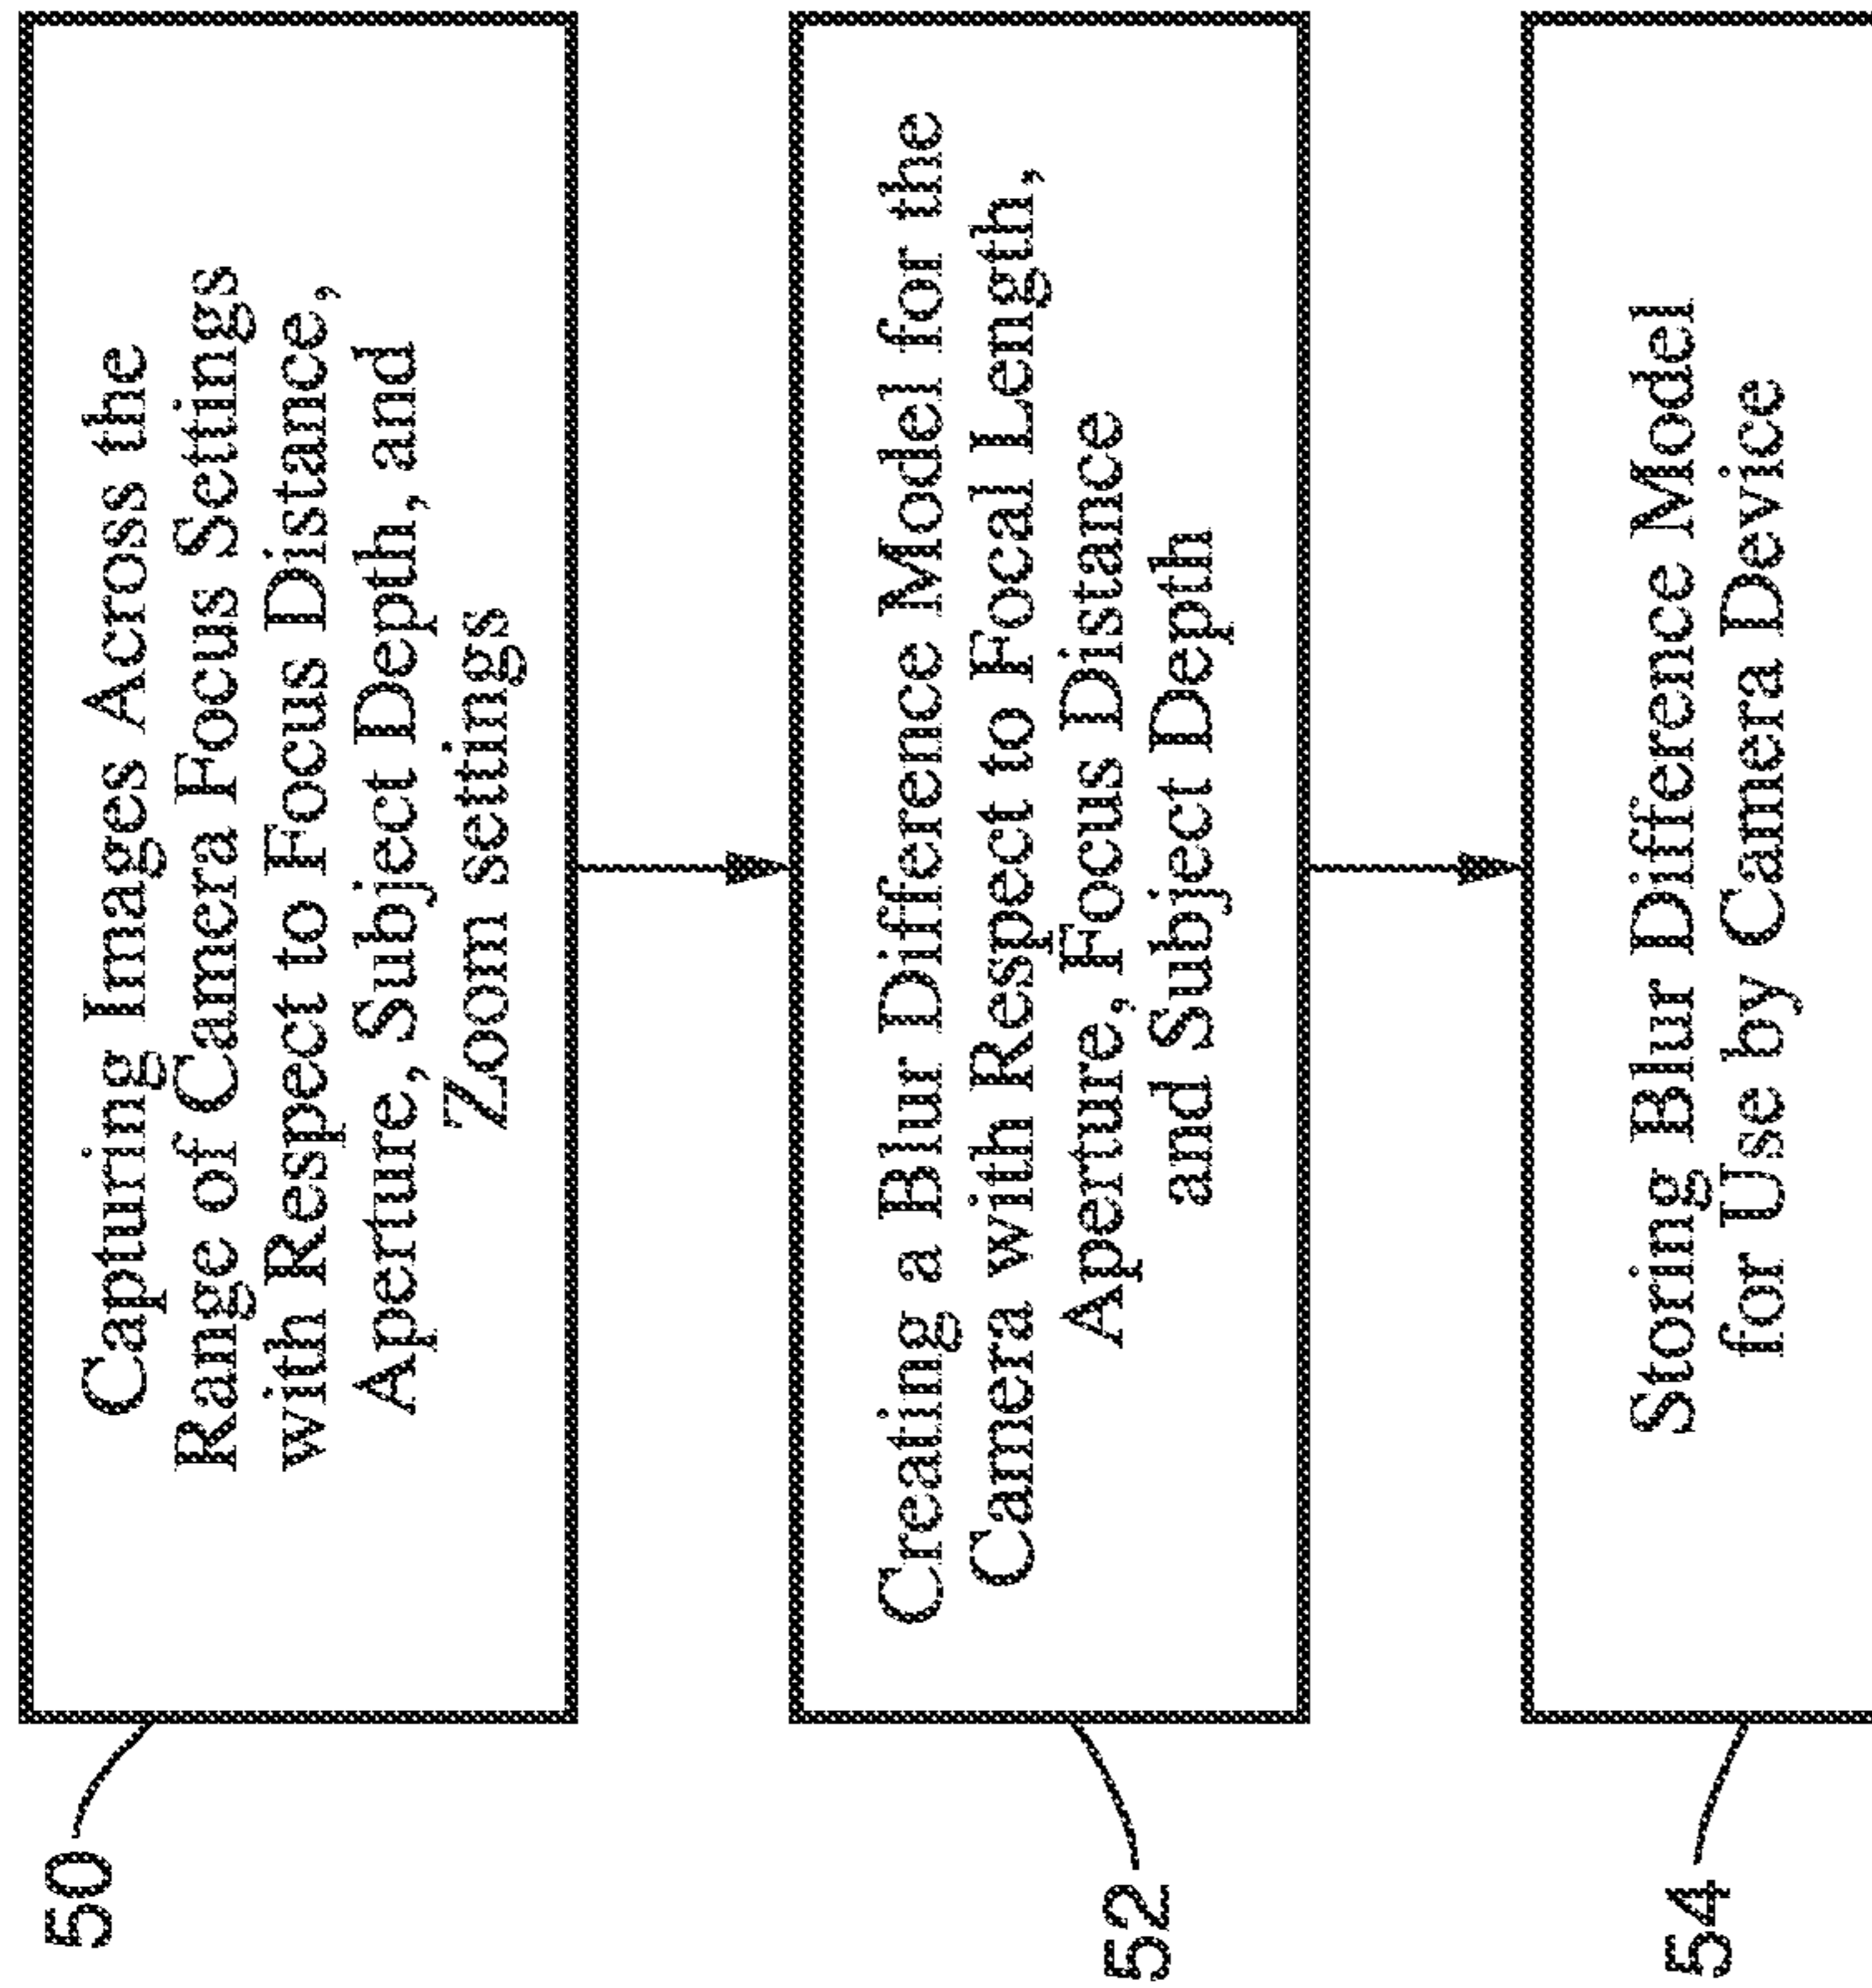 50
Capturing Images Across the
Range of Camera Focus Settings
with Respect to Focus Distance,
Aperture, Subject Depth, and
Zoom settings
52
Creating a Blur Difference Model for the
Camera with Respect to Focal Length,
Aperture, Focus Distance
and Subject Depth
54
Storing Blur Difference Model
for Use by Camera Device